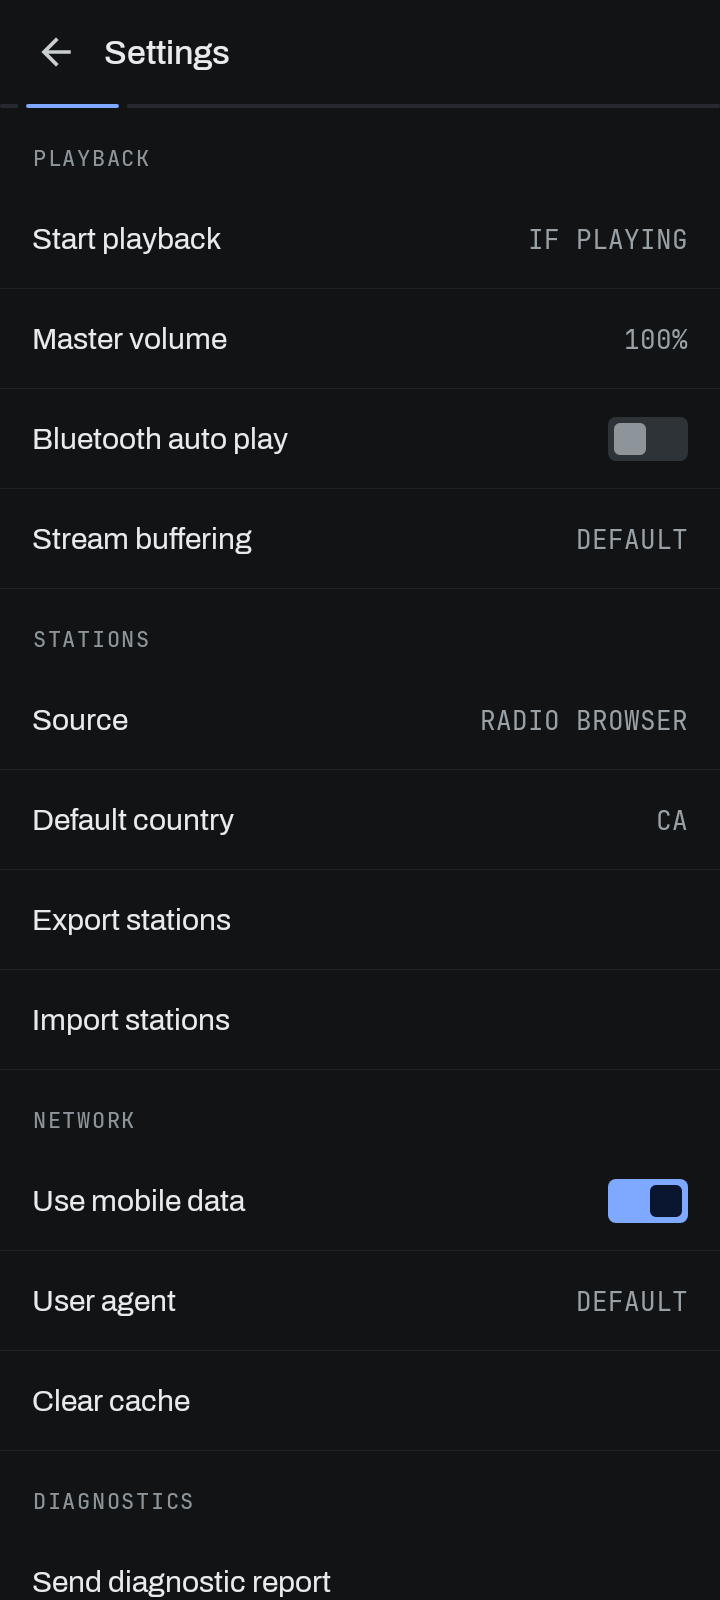 Settings
PLAYBACK
Start playback IF PLAYING
Master volume 100%
Bluetooth auto play
Stream buffering DEFAULT
STATIONS
Source RADIO BROWSER
Default country CA
Export stations
Import stations
NETWORK
Use mobile data
User agent DEFAULT
Clear cache
DIAGNOSTICS
Send diagnostic report